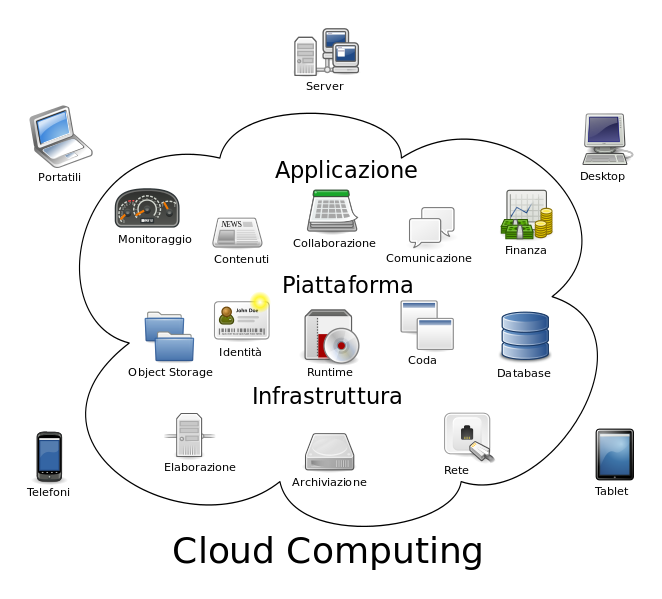 Server
Portatili
Desktop
Applicazione
Monitoraggio
NEWS
Contenuti
Collaborazione
Comunicazione
Finanza
Piattaforma
Object Storage
John Doe
Identità
Runtime
Coda
Database
Infrastruttura
Elaborazione
Archiviazione
Rete
Telefoni
Tablet
Cloud Computing